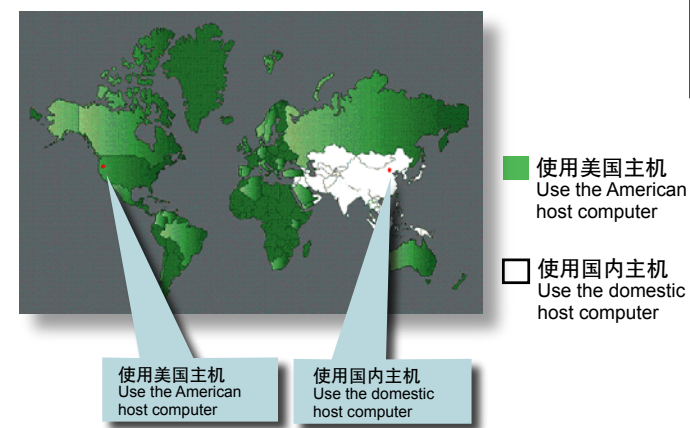 使用美国主机
Use the American
host computer
使用国内主机
Use the domestic
host computer
使用美国主机
Use the American
host computer
使用国内主机
Use the domestic
host computer